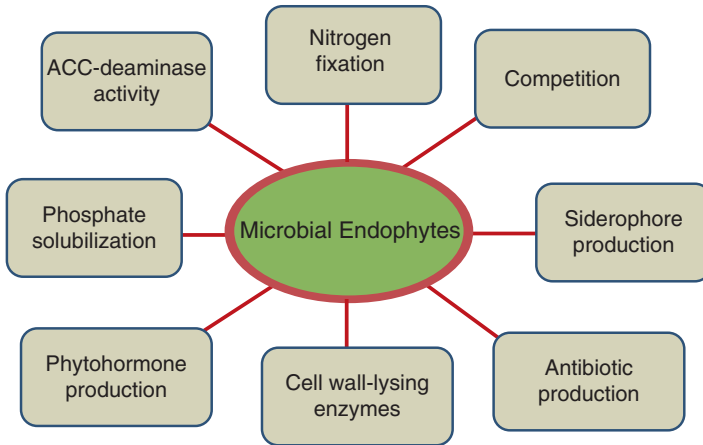 Nitrogen
fixation
ACC-deaminase
activity
Competition
Phosphate
solubilization
Microbial Endophytes
Siderophore
production
Phytohormone
production
Cell wall-lysing
enzymes
Antibiotic
production